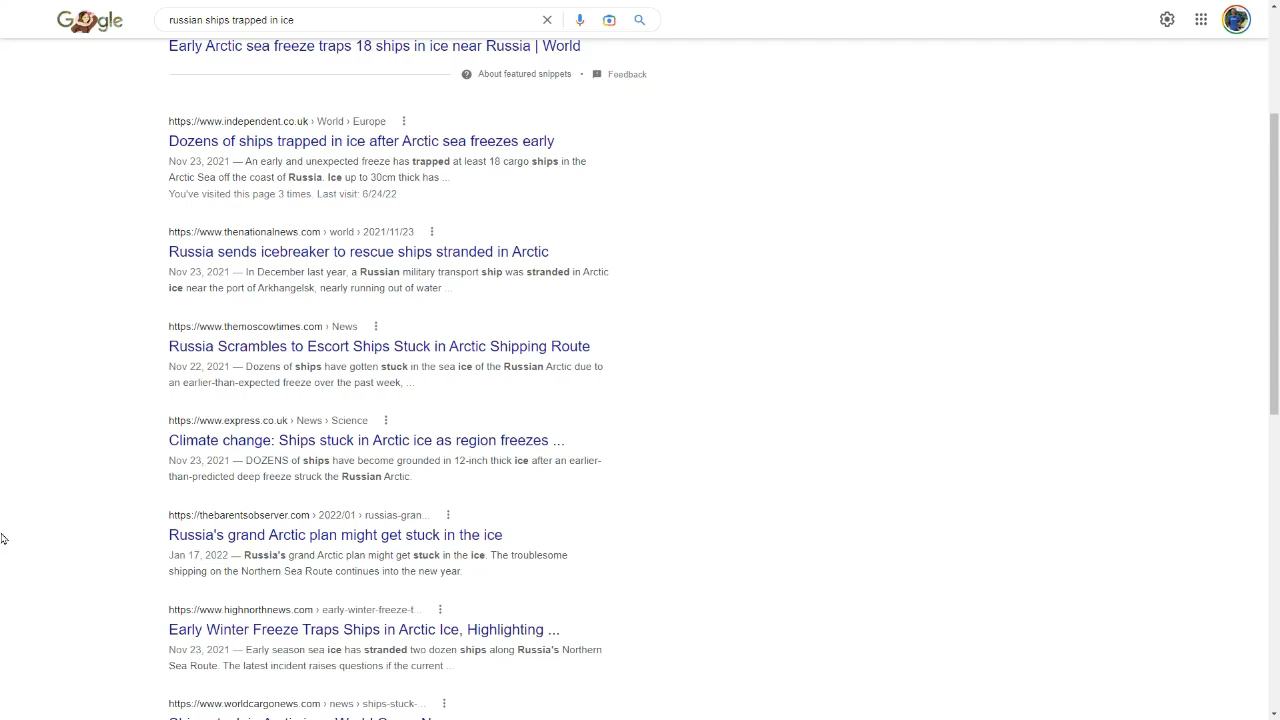 Google
russian ships trapped in ice
Early Arctic sea freeze traps 18 ships in ice near Russia | World
About featured snippets • Feedback
https://www.independent.co.uk › World › Europe
Dozens of ships trapped in ice after Arctic sea freezes early
Nov 23, 2021 — An early and unexpected freeze has trapped at least 18 cargo ships in the
Arctic Sea off the coast of Russia. Ice up to 30cm thick has ...
You've visited this page 3 times. Last visit: 6/24/22
https://www.thenationalnews.com › world › 2021/11/23
Russia sends icebreaker to rescue ships stranded in Arctic
Nov 23, 2021 — In December last year, a Russian military transport ship was stranded in Arctic
ice near the port of Arkhangelsk, nearly running out of water ...
https://www.themoscowtimes.com › News
Russia Scrambles to Escort Ships Stuck in Arctic Shipping Route
Nov 22, 2021 — Dozens of ships have gotten stuck in the sea ice of the Russian Arctic due to
an earlier-than-expected freeze over the past week, ...
https://www.express.co.uk › News › Science
Climate change: Ships stuck in Arctic ice as region freezes ...
Nov 23, 2021 — DOZENS of ships have become grounded in 12-inch thick ice after an earlier-
than-predicted deep freeze struck the Russian Arctic.
https://thebarentsobserver.com › 2022/01 › russias-gran...
Russia's grand Arctic plan might get stuck in the ice
Jan 17, 2022 — Russia's grand Arctic plan might get stuck in the ice. The troublesome
shipping on the Northern Sea Route continues into the new year.
https://www.highnorthnews.com › early-winter-freeze-t...
Early Winter Freeze Traps Ships in Arctic Ice, Highlighting ...
Nov 23, 2021 — Early season sea ice has stranded two dozen ships along Russia's Northern
Sea Route. The latest incident raises questions if the current ...
https://www.worldcargonews.com › news › ships-stuck-...